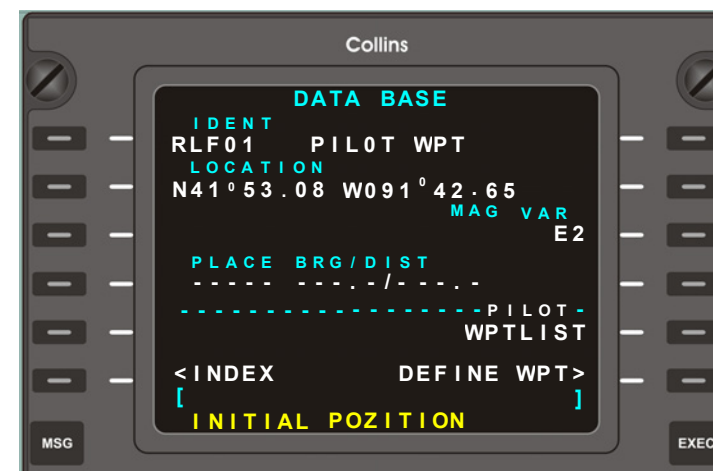 Collins
DATA BASE
IDENT
RLF01 PIL0T WPT
LOCATION
N41°53.08 W091°42.65
MAG VAR
E2
PLACE BRG/DIST
----- ---.-/---.-
------------------PILOT-
WPTLIST
<INDEX DEFINE WPT>
[ ]
INITIAL POZITION
MSG EXEC